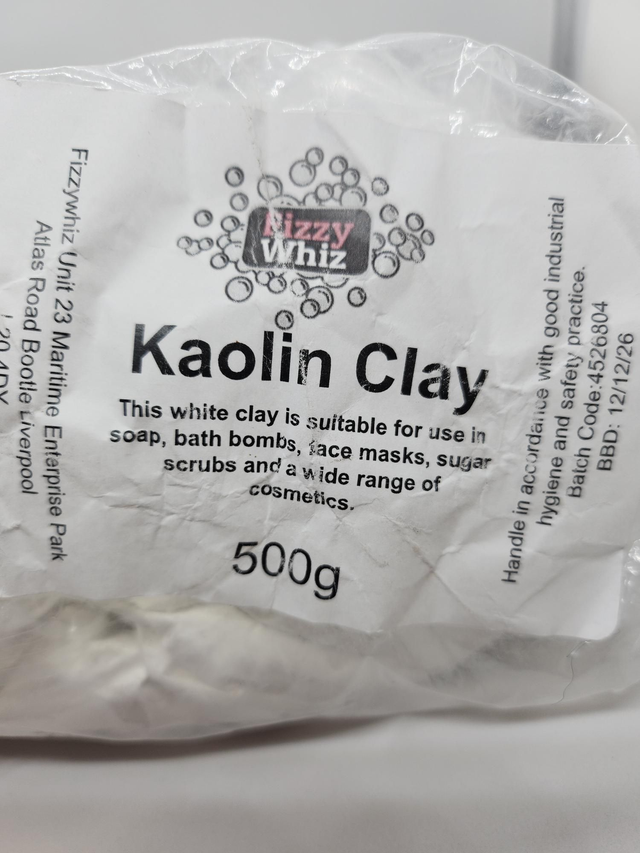 Fizzy
Whiz
Kaolin Clay
This white clay is suitable for use in
soap, bath bombs, face masks, sugar
scrubs and a wide range of
cosmetics.
500g
Fizzywhiz Unit 23 Maritime Enterprise Park
Atlas Road Bootle Liverpool
L20 4DY
Handle in accordance with good industrial
hygiene and safety practice.
Batch Code:4526804
BBD: 12/12/26